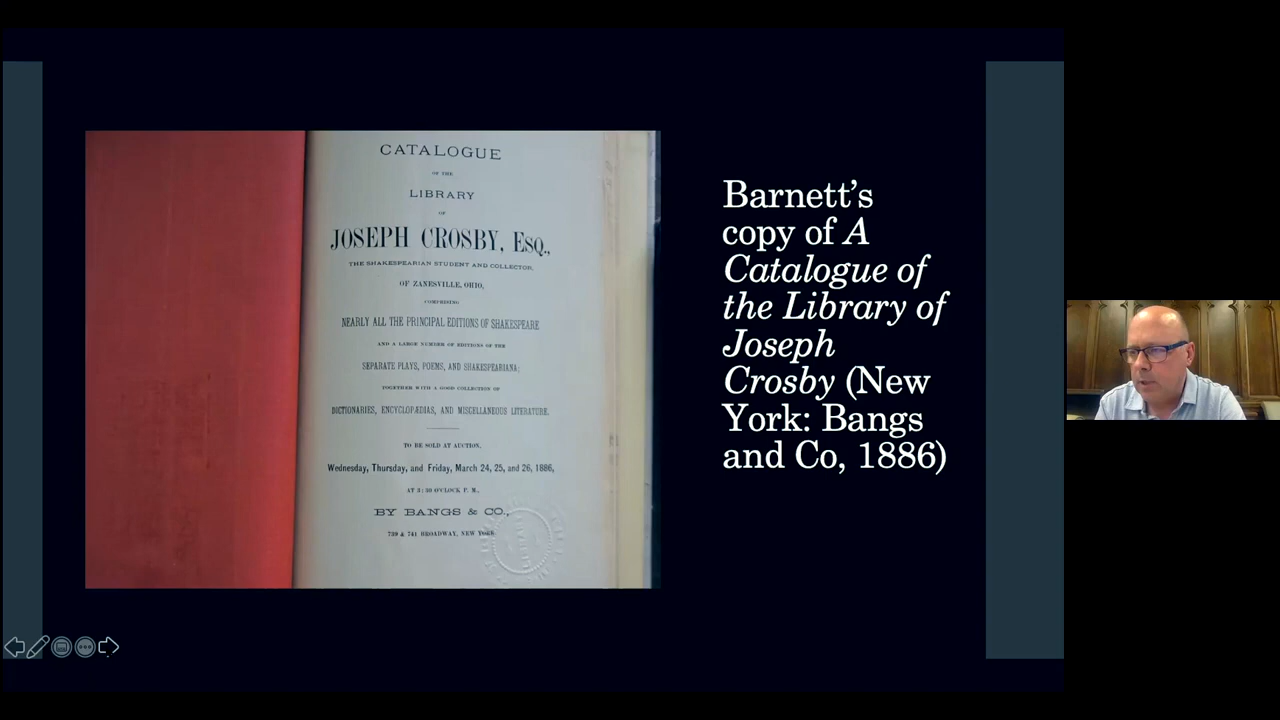 CATALOGUE
OF THE
LIBRARY
OF
JOSEPH CROSBY, ESQ.,
THE SHAKESPEARIAN STUDENT AND COLLECTOR,
OF ZANESVILLE, OHIO,
COMPRISING
NEARLY ALL THE PRINCIPAL EDITIONS OF SHAKESPEARE
AND A LARGE NUMBER OF EDITIONS OF THE
SEPARATE PLAYS, POEMS, AND SHAKESPEARIANA;
TOGETHER WITH A GOOD COLLECTION OF
DICTIONARIES, ENCYCLOPÆDIAS, AND MISCELLANEOUS LITERATURE.
TO BE SOLD AT AUCTION,
Wednesday, Thursday, and Friday, March 24, 25, and 26, 1886,
AT 3:30 O'CLOCK P. M.,
BY BANGS & CO.,
739 & 741 BROADWAY, NEW YORK
Barnett’s
copy of A
Catalogue of
the Library of
Joseph
Crosby (New
York: Bangs
and Co, 1886)